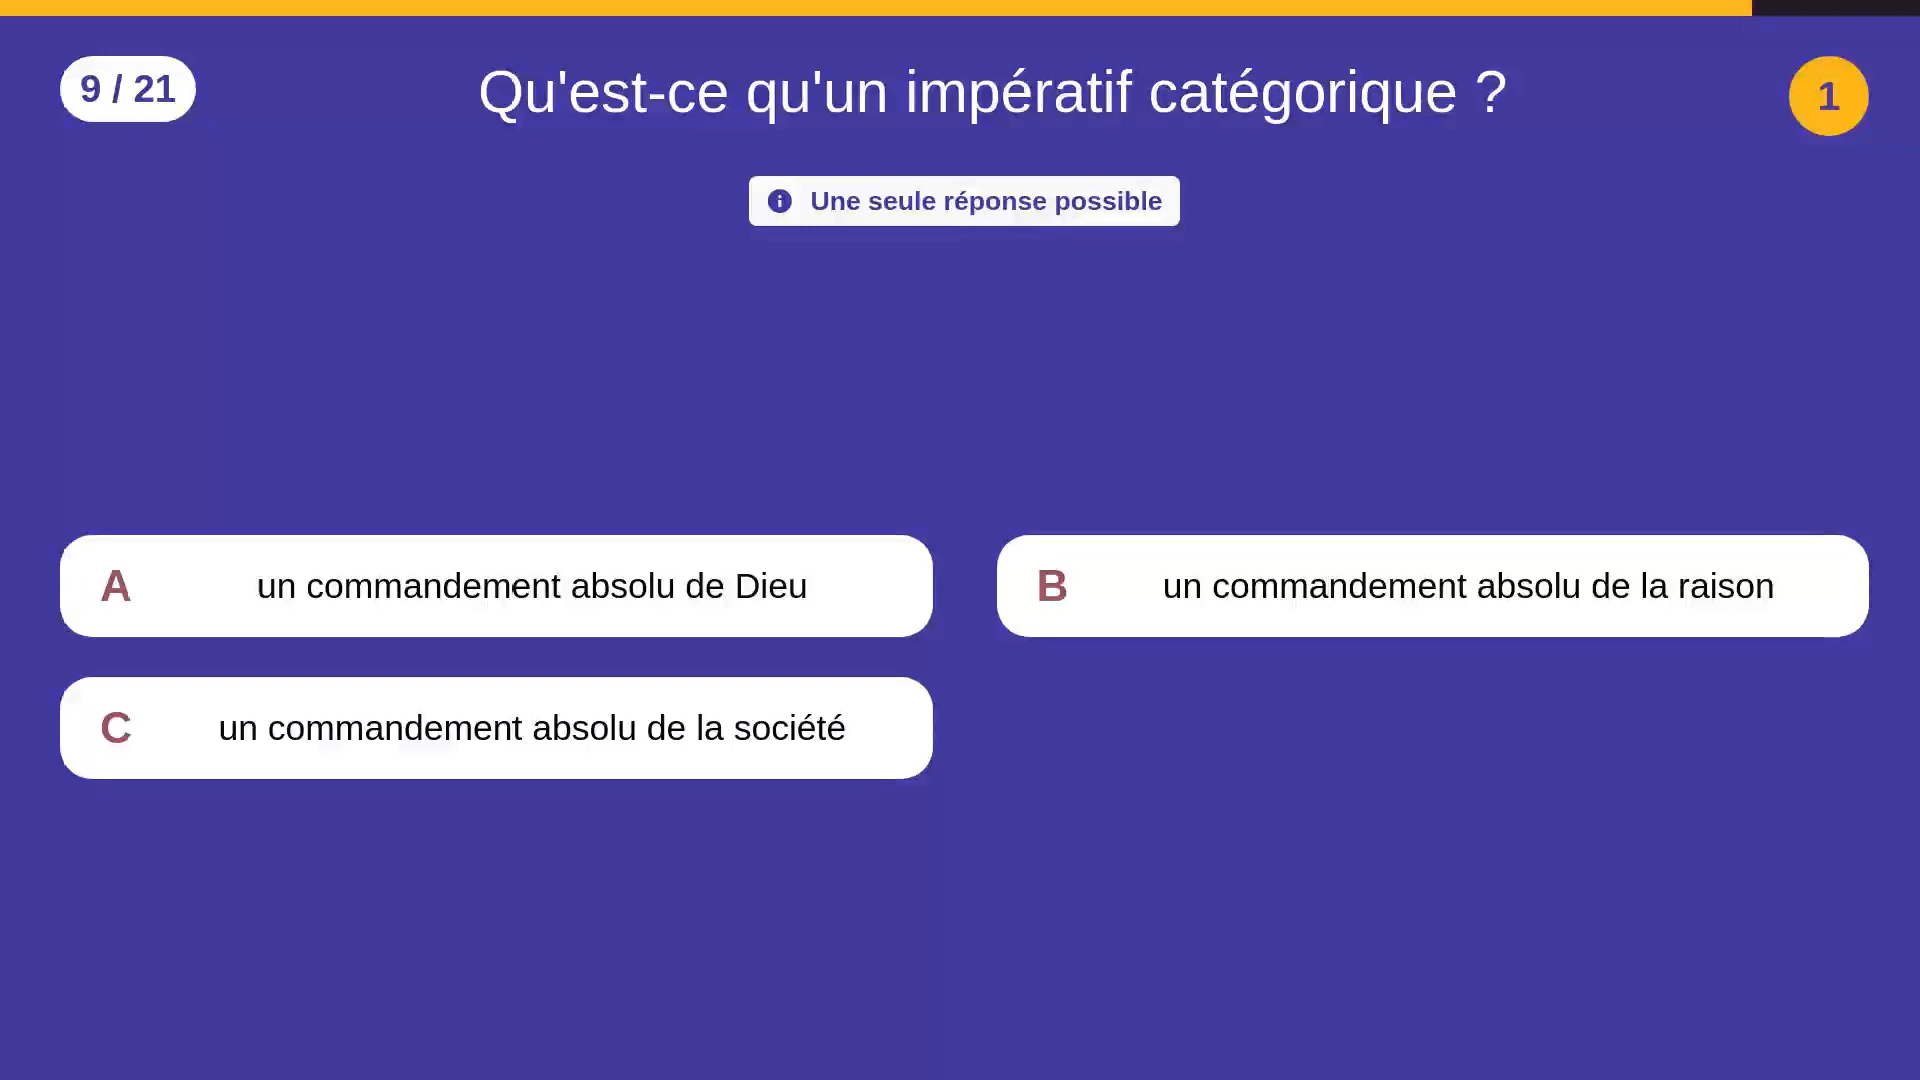 9 / 21
Qu'est-ce qu'un impératif catégorique ?
1
Une seule réponse possible
A un commandement absolu de Dieu
B un commandement absolu de la raison
C un commandement absolu de la société